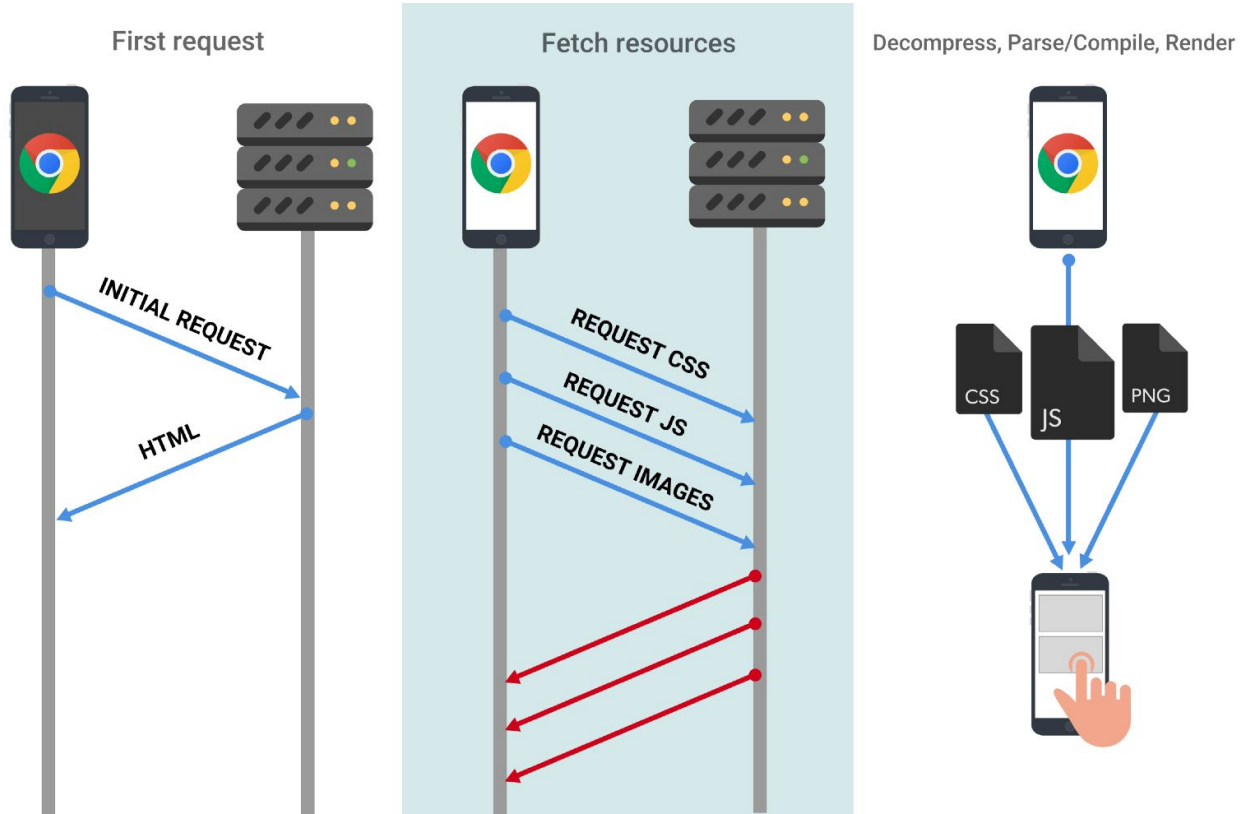 First request
INITIAL REQUEST
HTML
Fetch resources
REQUEST CSS
REQUEST JS
REQUEST IMAGES
Decompress, Parse/Compile, Render
CSS
JS
PNG